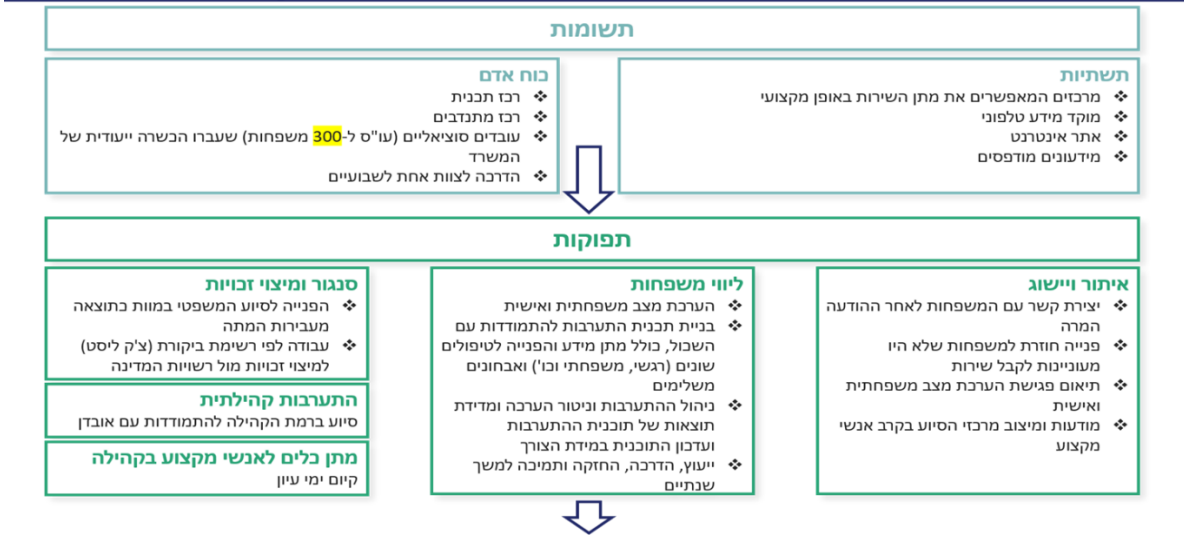 תשומות
תשתיות
❖ מרכזים המאפשרים את מתן השירות באופן מקצועי
❖ מוקד מידע טלפוני
❖ אתר אינטרנט
❖ מידעונים מודפסים
כוח אדם
❖ רכז תכנית
❖ רכז מתנדבים
❖ עובדים סוציאליים (עו"ס ל-300 משפחות) שעברו הכשרה ייעודית של
המשרד
❖ הדרכה לצוות אחת לשבועיים
תפוקות
איתור ויישוג
❖ יצירת קשר עם המשפחות לאחר ההודעה
המרה
❖ פנייה חוזרת למשפחות שלא היו
מעוניינות לקבל שירות
❖ תיאום פגישת הערכת מצב משפחתית
ואישית
❖ מודעות ומיצוב מרכזי הסיוע בקרב אנשי
מקצוע
ליווי משפחות
❖ הערכת מצב משפחתית ואישית
❖ בניית תכנית התערבות להתמודדות עם
השכול, כולל מתן מידע והפנייה לטיפולים
שונים (רגשי, משפחתי וכו') ואבחונים
משלימים
❖ ניהול ההתערבות וניטור הערכה ומדידת
תוצאות של תוכנית ההתערבות
ועדכון התוכנית במידת הצורך
❖ ייעוץ, הדרכה, החזקה ותמיכה למשך
שנתיים
סנגור ומיצוי זכויות
❖ הפנייה לסיוע המשפטי במוות כתוצאה
מעבירות המתה
❖ עבודה לפי רשימת ביקורת (צ'ק ליסט)
למיצוי זכויות מול רשויות המדינה
התערבות קהילתית
סיוע ברמת הקהילה להתמודדות עם אובדן
מתן כלים לאנשי מקצוע בקהילה
קיום ימי עיון